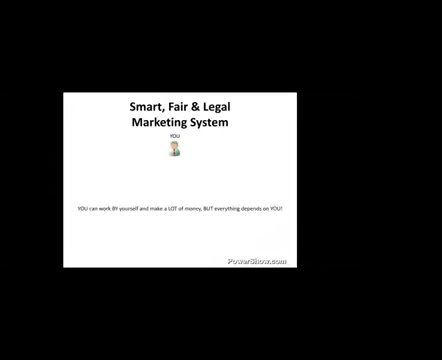 Smart, Fair & Legal
Marketing System
YOU
YOU can work BY yourself and make a LOT of money, BUT everything depends on YOU!
PowerShow.com